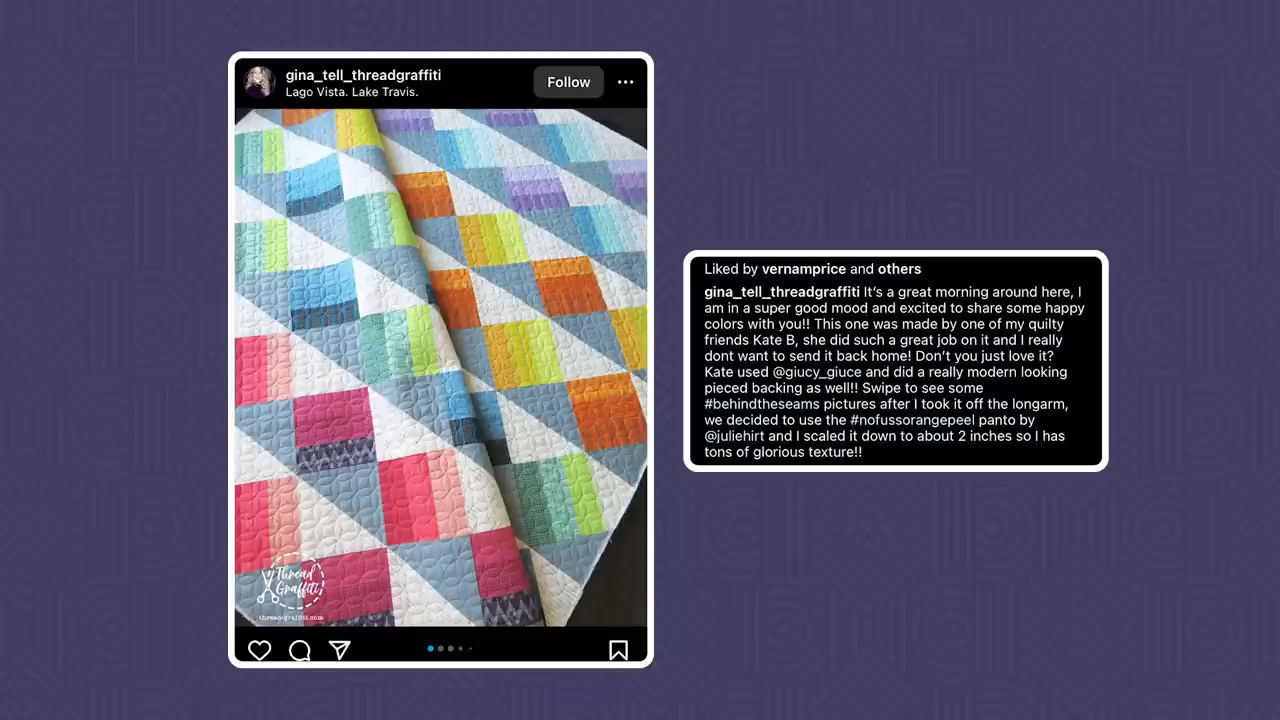 gina_tell_threadgraffiti
Lago Vista. Lake Travis.
Follow
Thread
Graffiti
thread-graffiti.com
Liked by vernamprice and others
gina_tell_threadgraffiti It’s a great morning around here, I
am in a super good mood and excited to share some happy
colors with you!! This one was made by one of my quilty
friends Kate B, she did such a great job on it and I really
dont want to send it back home! Don’t you just love it?
Kate used @giucy_giuce and did a really modern looking
pieced backing as well!! Swipe to see some
#behindtheseams pictures after I took it off the longarm,
we decided to use the #nofussorangepeel panto by
@juliehirt and I scaled it down to about 2 inches so I has
tons of glorious texture!!